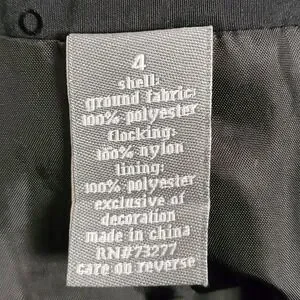 4
shell:
ground fabric:
100% polyester
flocking:
100% nylon
lining:
100% polyester
exclusive of
decoration
made in china
RN#73277
care on reverse